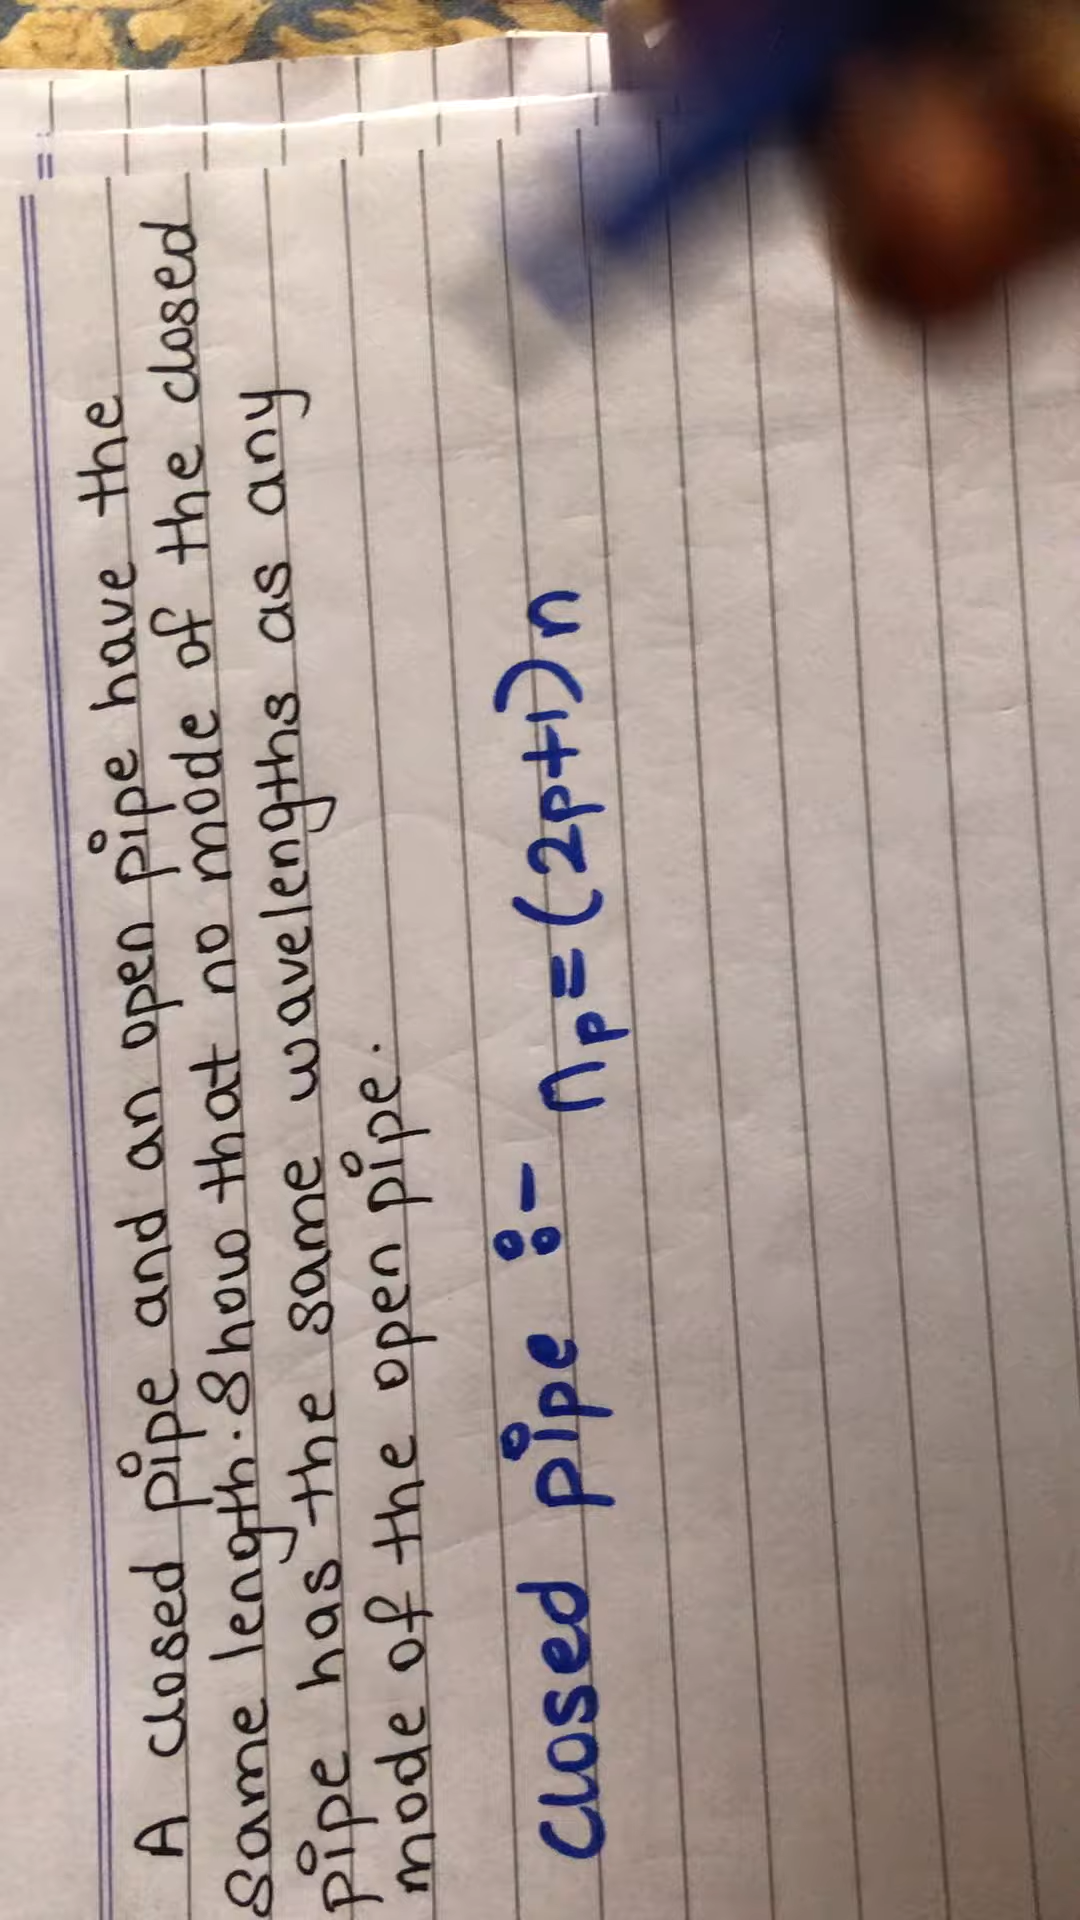 A closed pipe and an open pipe have the
same length. Show that no mode of the closed
pipe has the same wavelengths as any
mode of the open pipe.
Closed pipe :- np = (2p+1) n